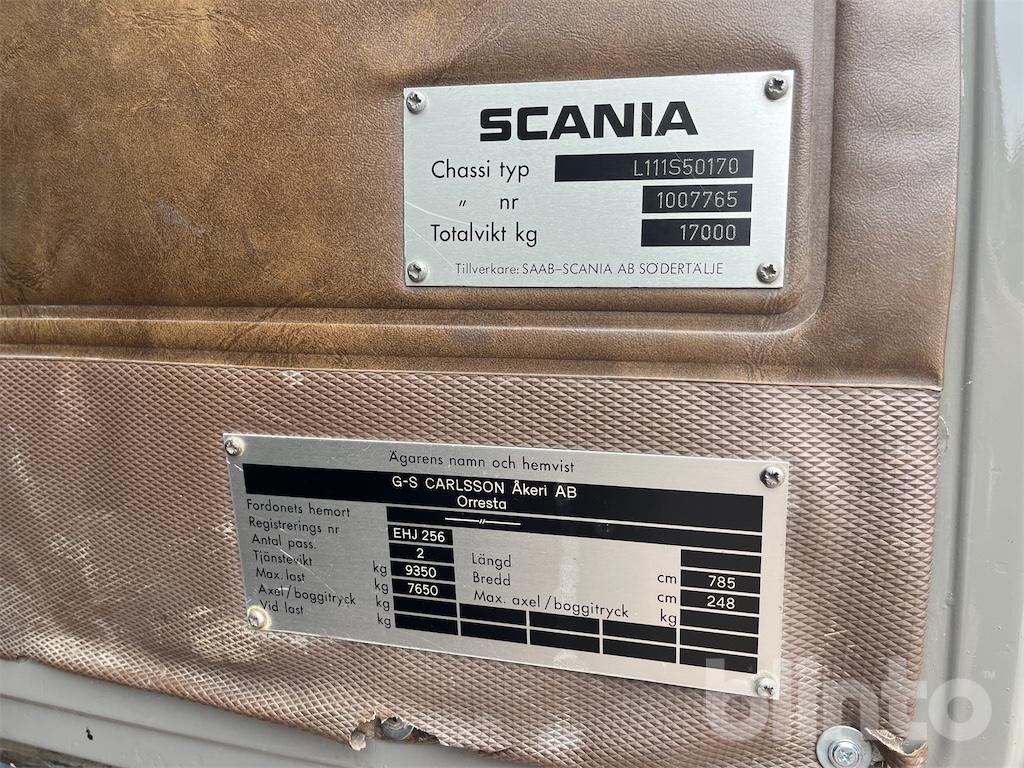 SCANIA
Chassi typ L111S50170
" nr 1007765
Totalvikt kg 17000
Tillverkare: SAAB-SCANIA AB SÖDERTÄLJE
Ägarens namn och hemvist
G-S CARLSSON Åkeri AB
Orresta
Fordonets hemort —"—
Registrerings nr EHJ 256
Antal pass. 2
Tjänstevikt kg 9350
Max. last kg 7650
Axel/boggitryck kg
Vid last kg
Längd cm 785
Bredd cm 248
Max. axel/boggitryck kg
blinto™